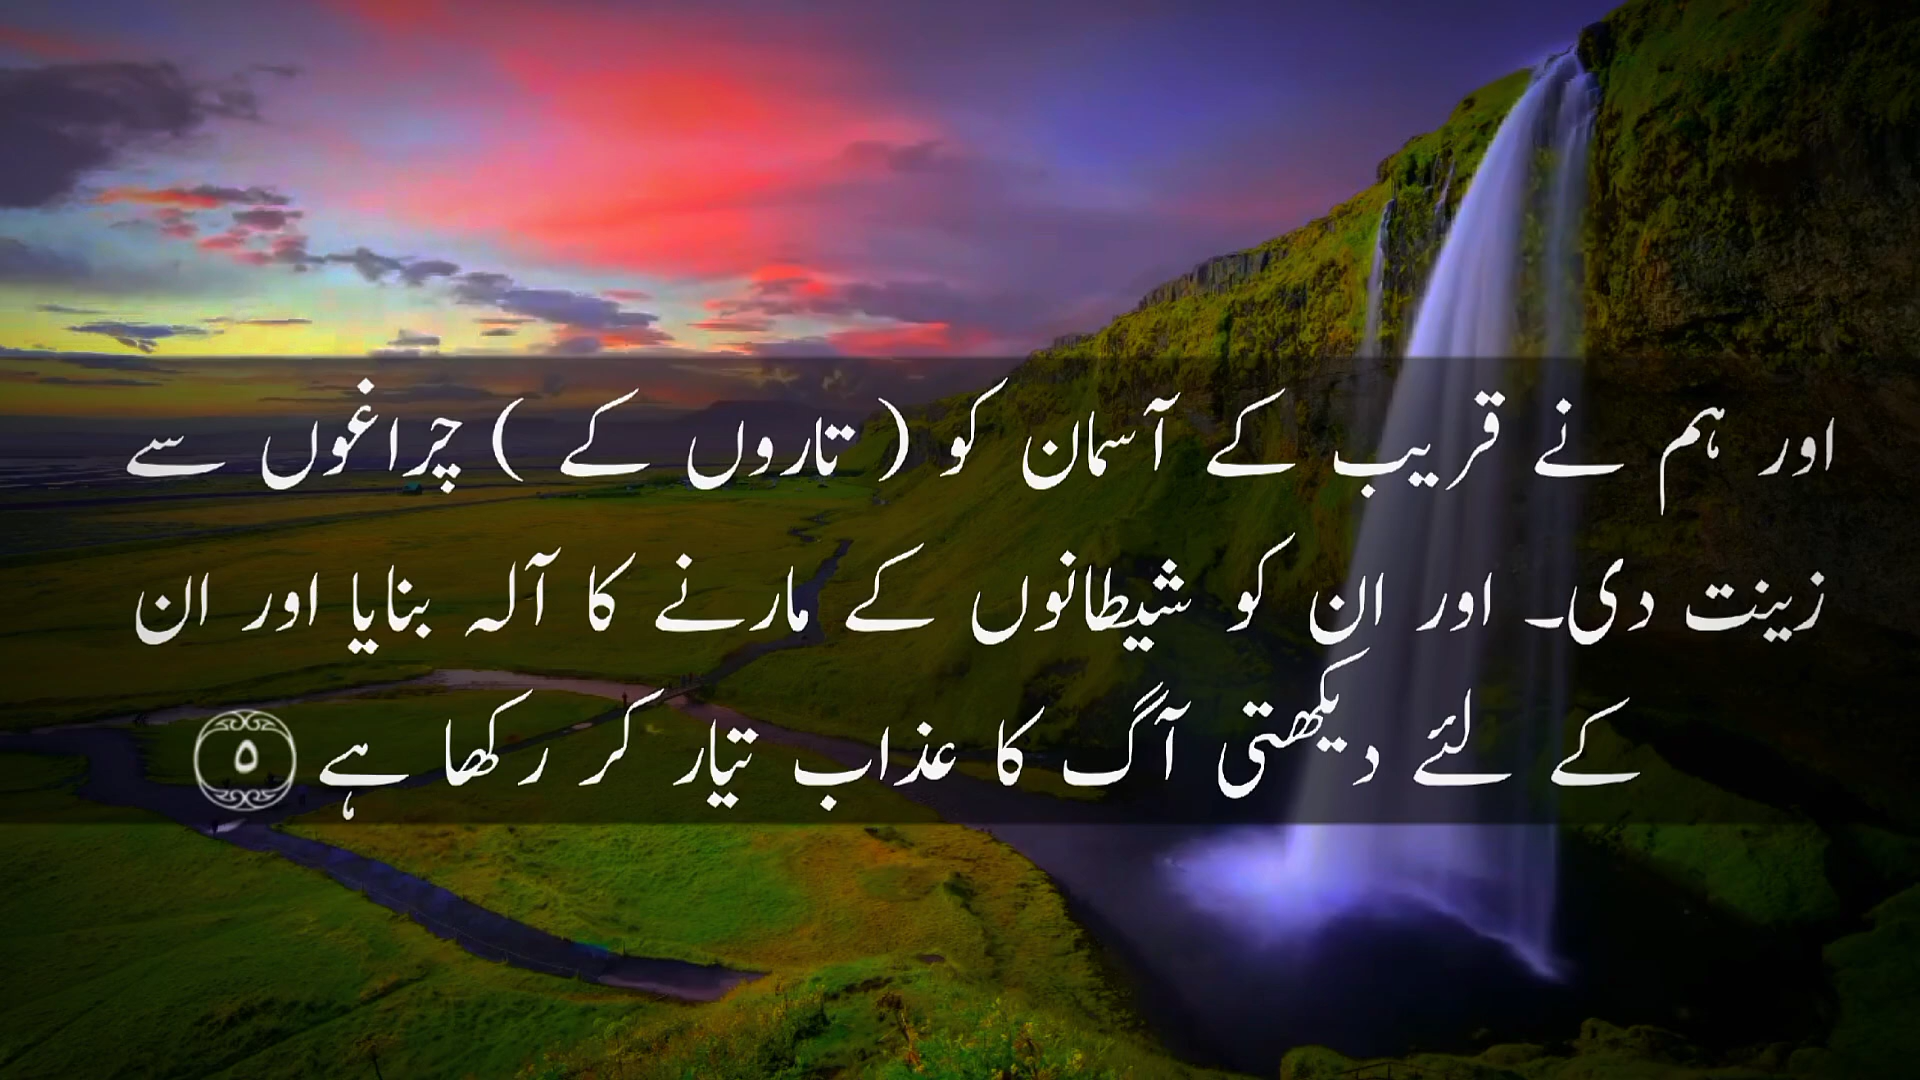 اور ہم نے قریب کے آسمان کو ( تاروں کے ) چراغوں سے
زینت دی۔ اور ان کو شیطانوں کے مارنے کا آلہ بنایا اور ان
کے لئے دیکھتی آگ کا عذاب تیار کر رکھا ہے ۵